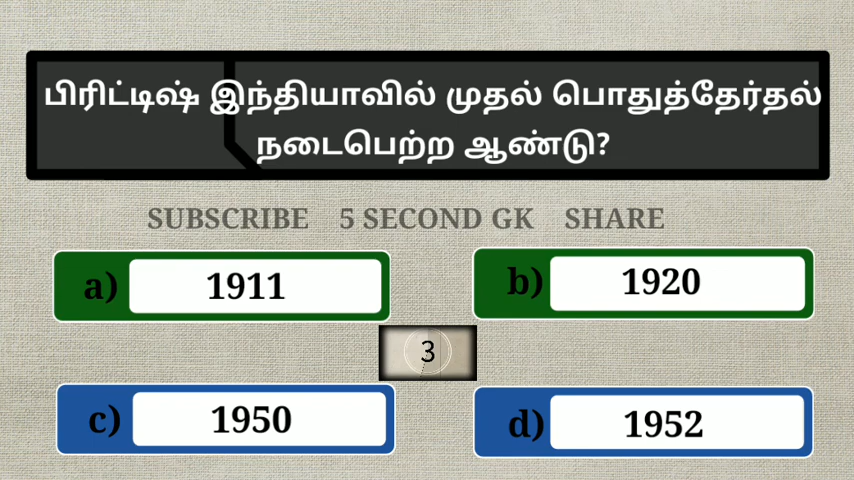 பிரிட்டிஷ் இந்தியாவில் முதல் பொதுத்தேர்தல்
நடைபெற்ற ஆண்டு?
SUBSCRIBE 5 SECOND GK SHARE
a) 1911
b) 1920
3
c) 1950
d) 1952